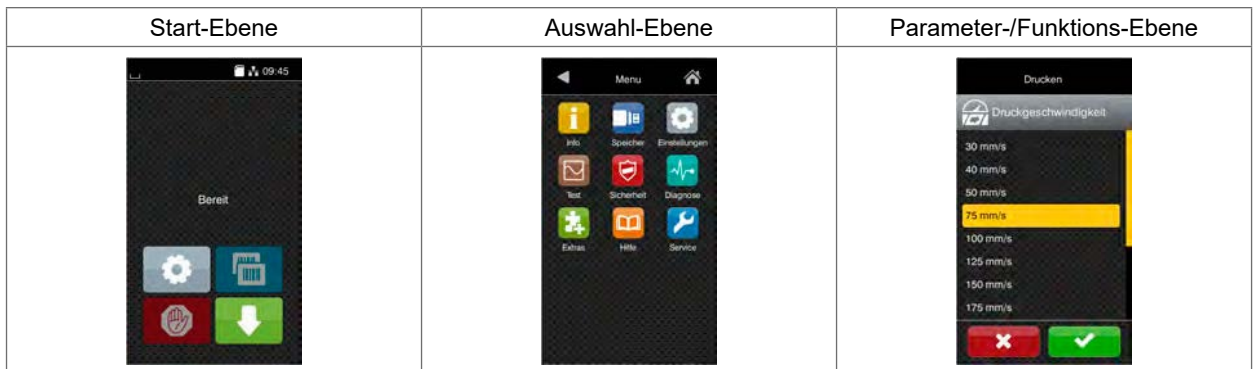 Start-Ebene
Auswahl-Ebene
Parameter-/Funktions-Ebene
09:45
Bereit
Menu
Info
Speicher
Einstellungen
Test
Sicherheit
Diagnose
Extras
Hilfe
Service
Drucken
Druckgeschwindigkeit
30 mm/s
40 mm/s
50 mm/s
75 mm/s
100 mm/s
125 mm/s
150 mm/s
175 mm/s